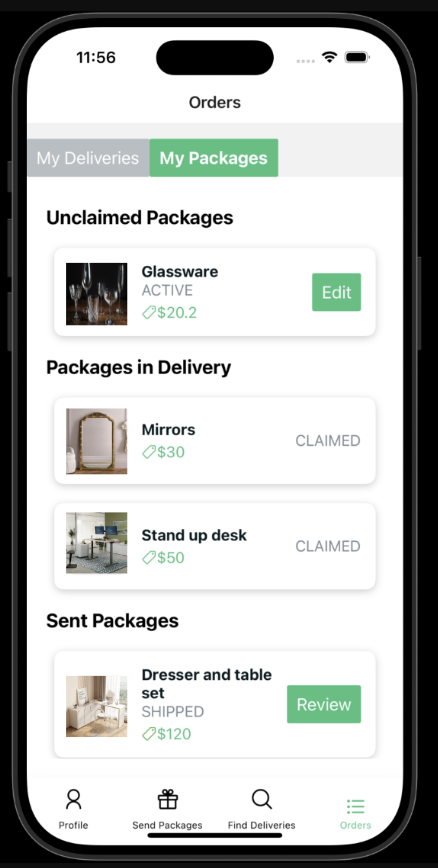 11:56
Orders
My Deliveries
My Packages
Unclaimed Packages
Glassware
ACTIVE
$20.2
Edit
Packages in Delivery
Mirrors
$30
CLAIMED
Stand up desk
$50
CLAIMED
Sent Packages
Dresser and table
set
SHIPPED
$120
Review
Profile
Send Packages
Find Deliveries
Orders